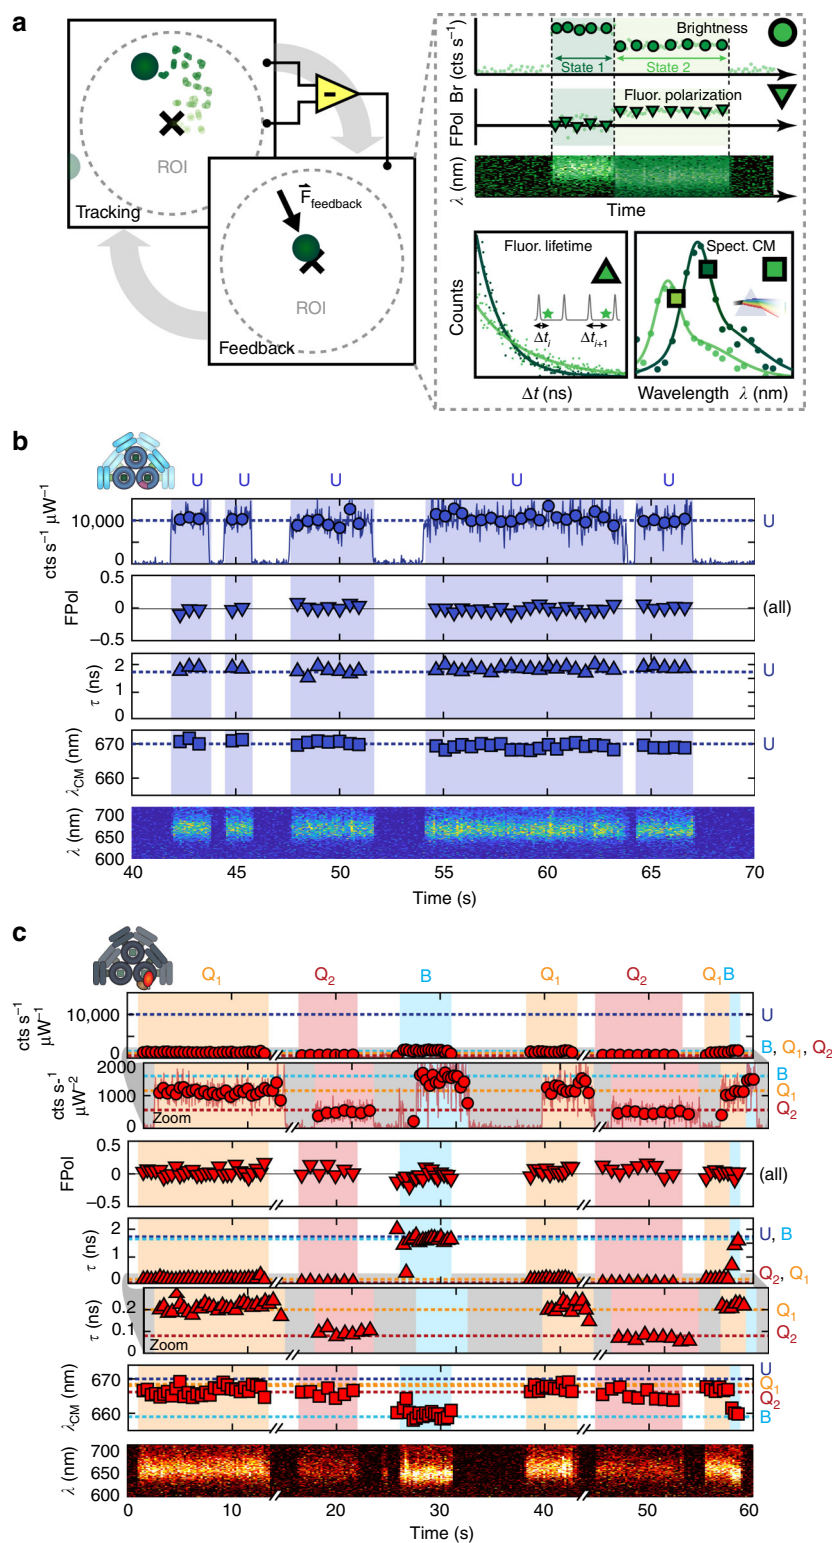 a
ROI
Tracking
F feedback
ROI
Feedback
Br (cts s⁻¹)
Brightness
State 1
State 2
FPol
Fluor. polarization
λ (nm)
Time
Counts
Fluor. lifetime
Δtᵢ
Δtᵢ₊₁
Δt (ns)
Spect. CM
Wavelength λ (nm)
b
U U U U U
cts s⁻¹ μW⁻¹
10,000
0
U
FPol
0.5
0
−0.5
(all)
τ (ns)
2
1
0
U
λCM (nm)
670
660
U
λ (nm)
700
650
600
40 45 50 55 60 65 70
Time (s)
c
Q₁ Q₂ B Q₁ Q₂ Q₁B
cts s⁻¹ μW⁻¹
10,000
0
U
B, Q₁, Q₂
cts s⁻¹ μW⁻²
2000
1000
0
Zoom
B
Q₁
Q₂
FPol
0.5
0
−0.5
(all)
τ (ns)
2
1
0
U, B
Q₂, Q₁
τ (ns)
0.2
0.1
0
Zoom
Q₁
Q₂
λCM (nm)
670
660
U
Q₁
Q₂
B
λ (nm)
700
650
600
0 10 20 30 40 50 60
Time (s)